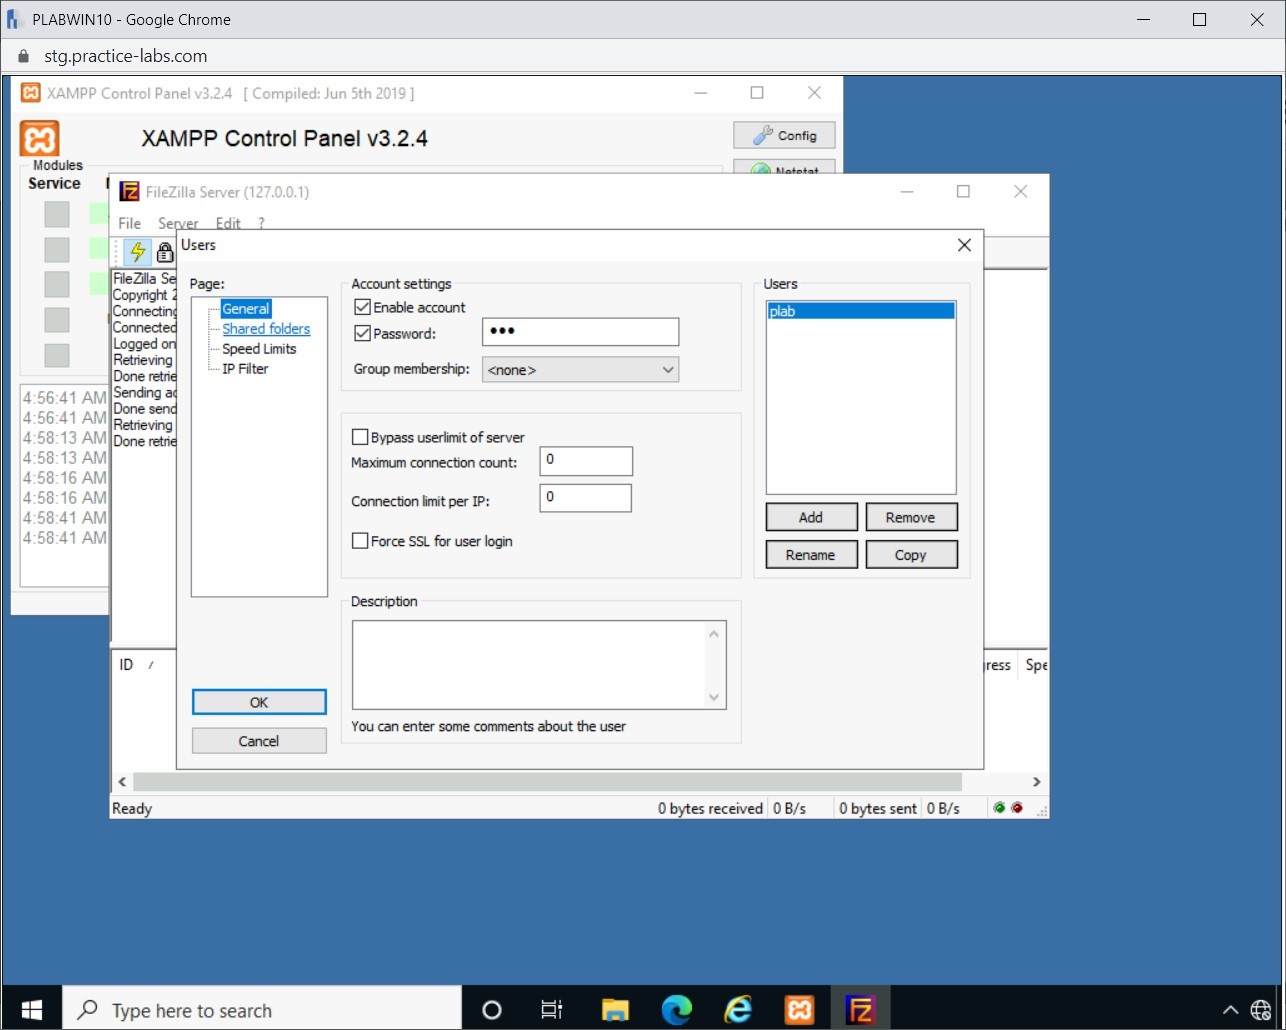 PLABWIN10 - Google Chrome
stg.practice-labs.com
XAMPP Control Panel v3.2.4 [ Compiled: Jun 5th 2019 ]
XAMPP Control Panel v3.2.4
Config
Modules
Service
Netstat
FileZilla Server (127.0.0.1)
File Server Edit ?
Users
Page:
General
Shared folders
Speed Limits
IP Filter
Account settings
Enable account
Password:
Group membership: <none>
Bypass userlimit of server
Maximum connection count: 0
Connection limit per IP: 0
Force SSL for user login
Description
You can enter some comments about the user
Users
plab
Add Remove
Rename Copy
OK
Cancel
FileZilla Se
Copyright 2
Connecting
Connected
Logged on
Retrieving
Done retrie
Sending ac
Done send
Retrieving
Done retrie
4:56:41 AM
4:56:41 AM
4:58:13 AM
4:58:13 AM
4:58:16 AM
4:58:16 AM
4:58:41 AM
4:58:41 AM
ID / gress Spe
Ready 0 bytes received 0 B/s 0 bytes sent 0 B/s
Type here to search